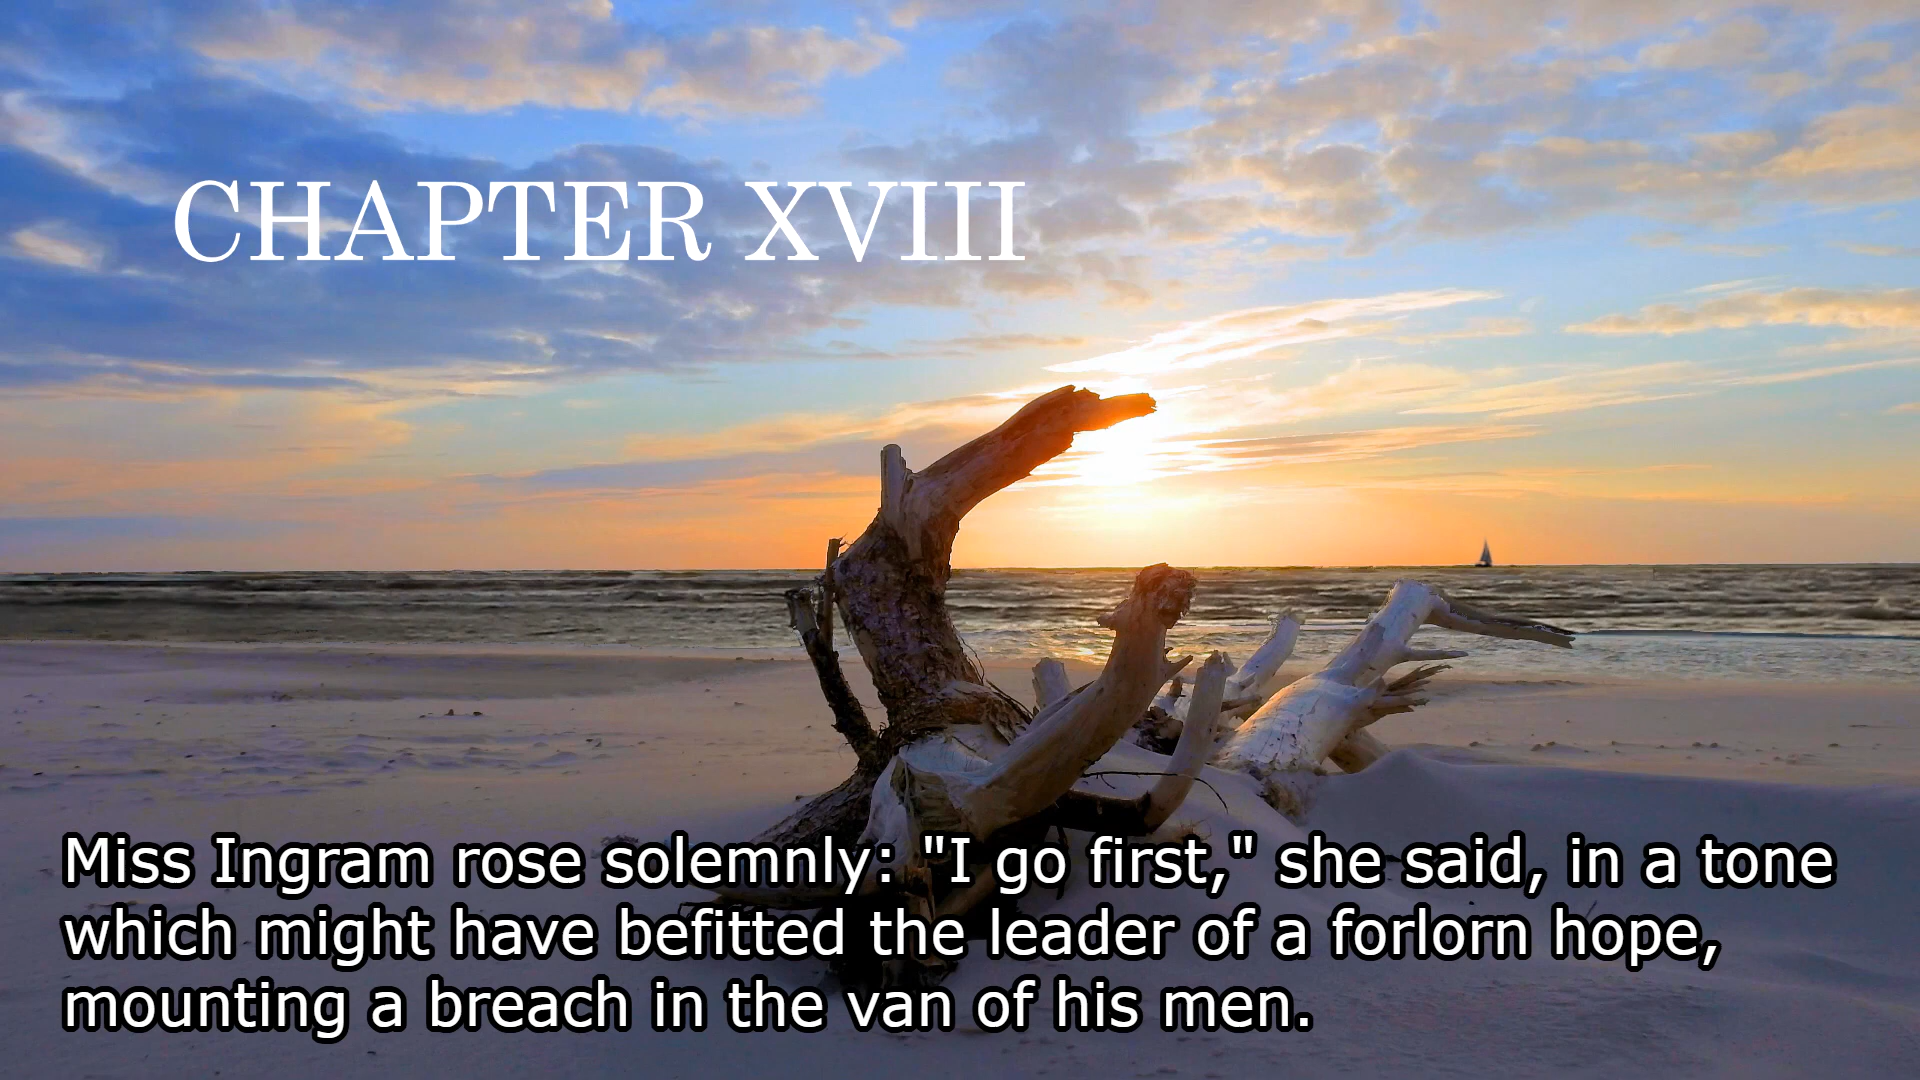 CHAPTER XVIII
Miss Ingram rose solemnly: "I go first," she said, in a tone
which might have befitted the leader of a forlorn hope,
mounting a breach in the van of his men.